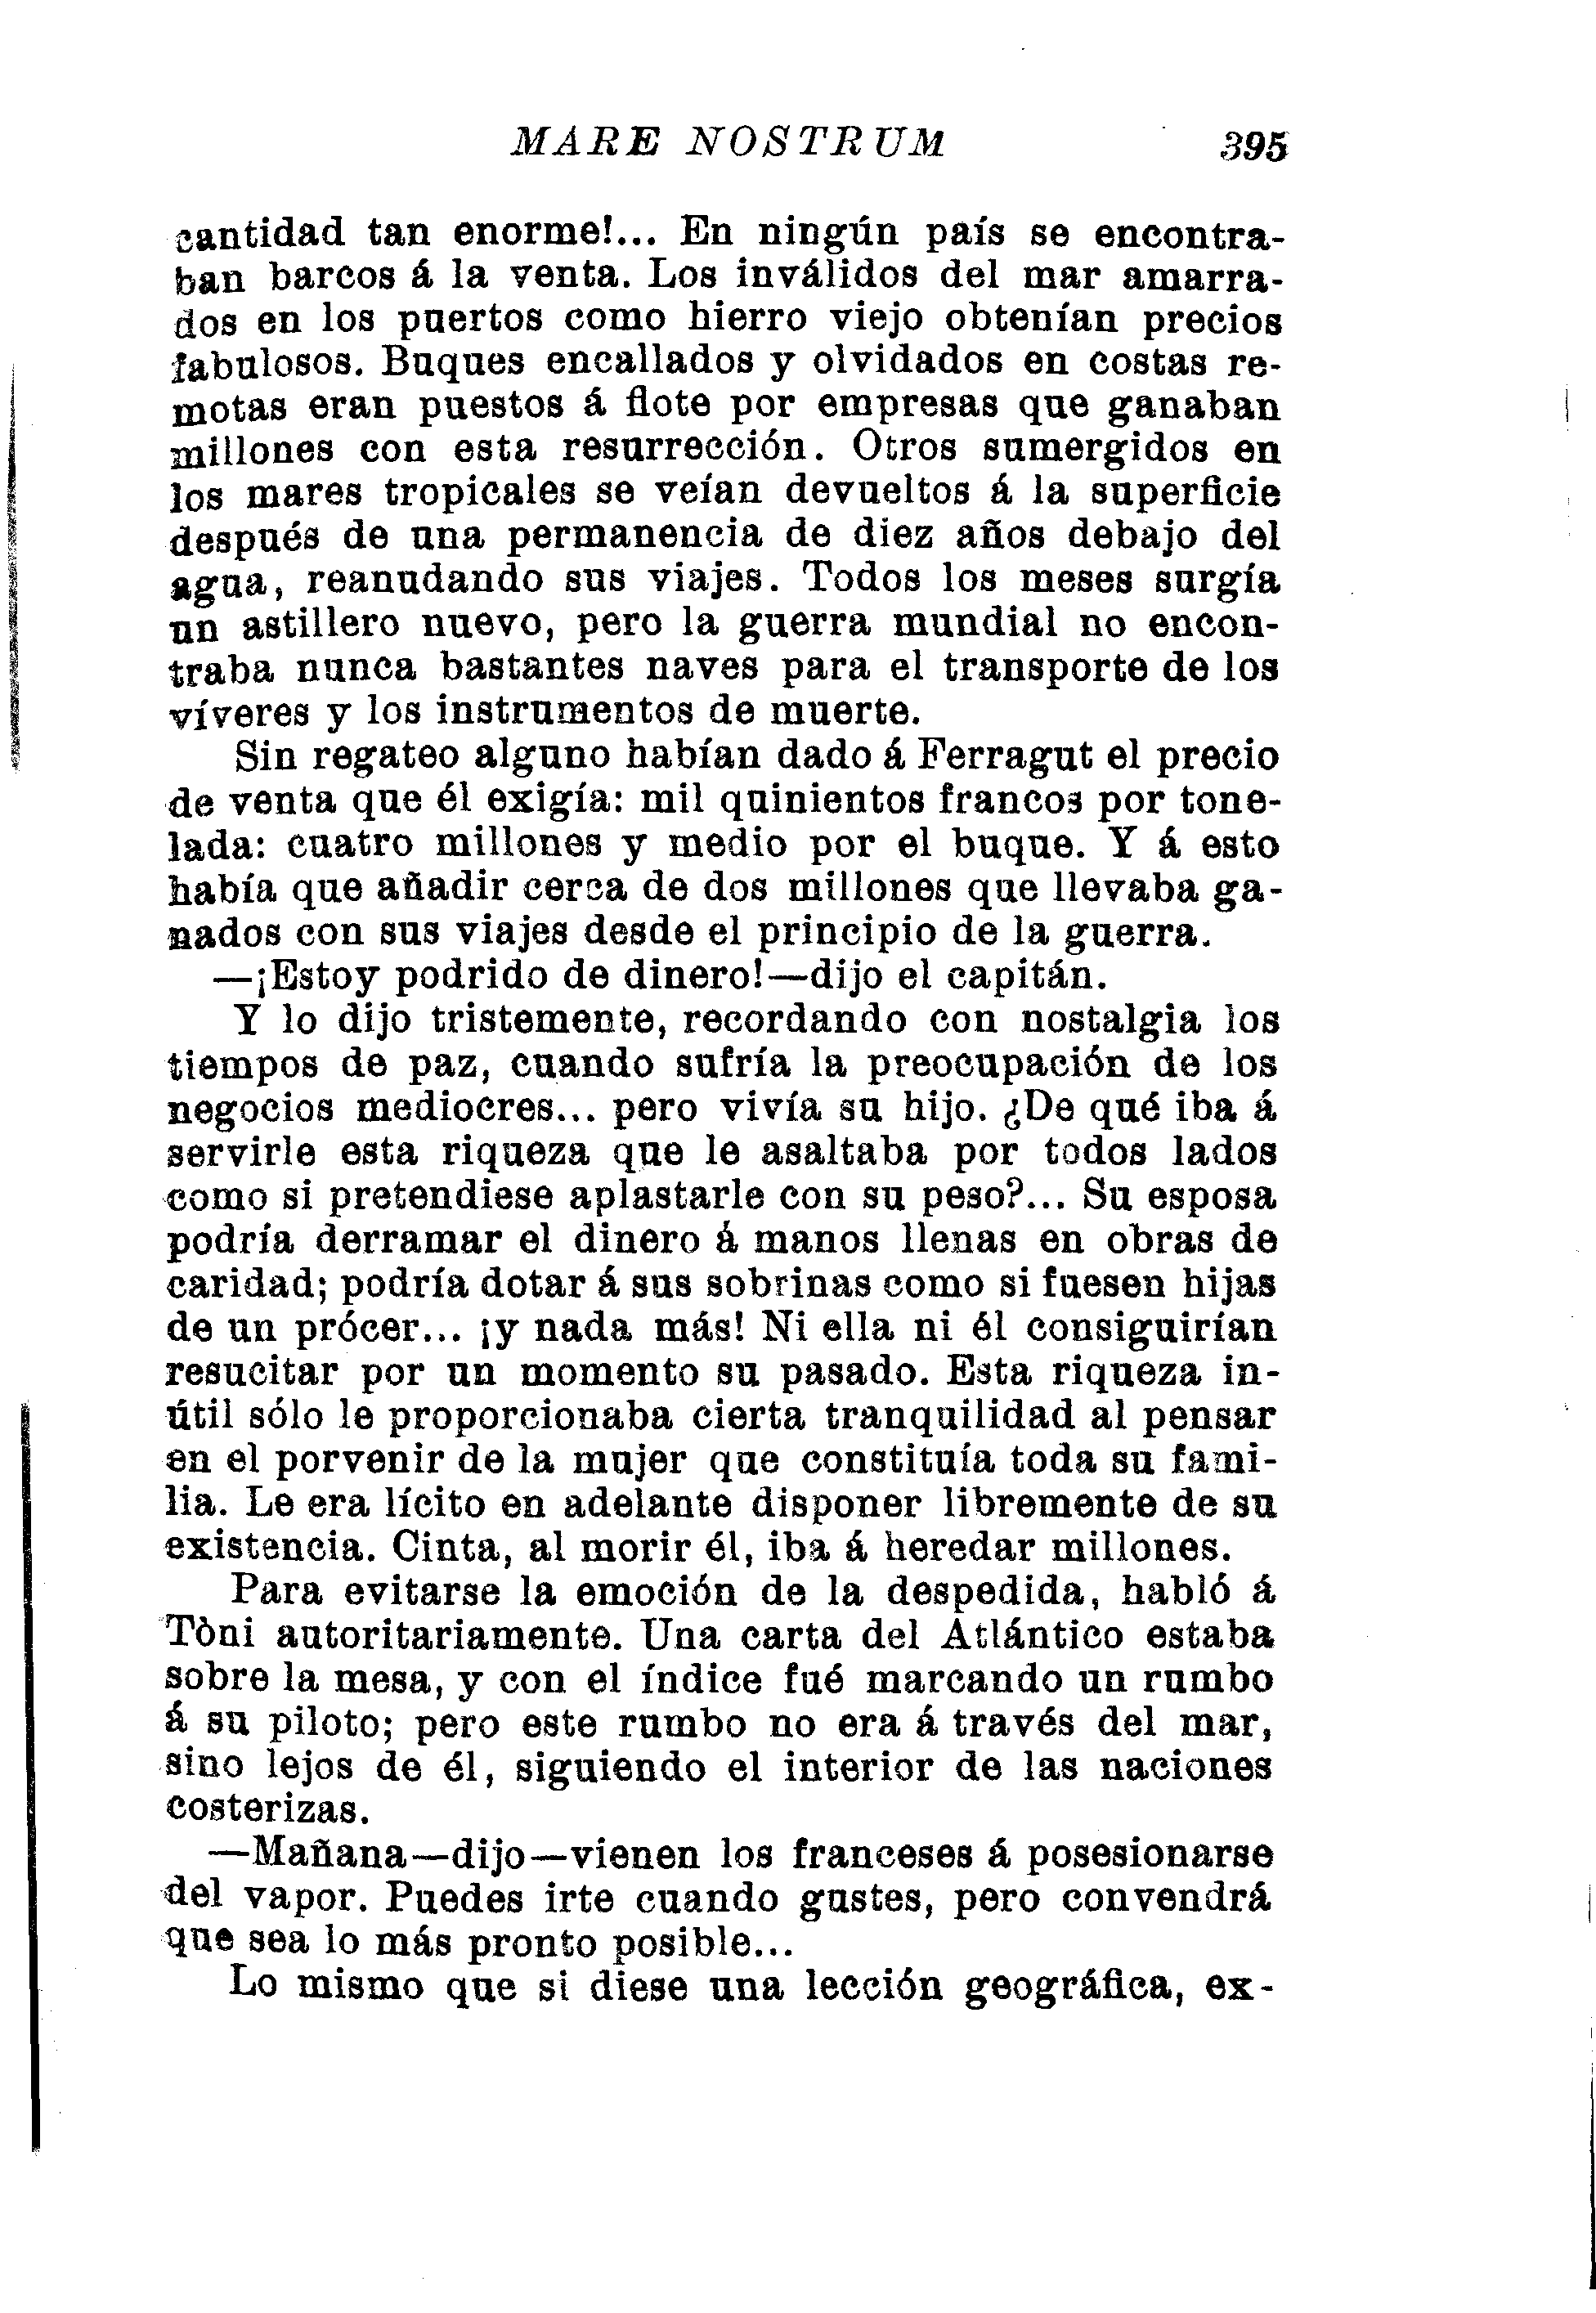 MARE NOSTRUM 395
cantidad tan enorme!... En ningún país se encontra-
ban barcos á la venta. Los inválidos del mar amarra-
dos en los puertos como hierro viejo obtenían precios
fabulosos. Buques encallados y olvidados en costas re-
motas eran puestos á flote por empresas que ganaban
millones con esta resurrección. Otros sumergidos en
los mares tropicales se veían devueltos á la superficie
después de una permanencia de diez años debajo del
agua, reanudando sus viajes. Todos los meses surgía
un astillero nuevo, pero la guerra mundial no encon-
traba nunca bastantes naves para el transporte de los
víveres y los instrumentos de muerte.
Sin regateo alguno habían dado á Ferragut el precio
de venta que él exigía: mil quinientos francos por tone-
lada: cuatro millones y medio por el buque. Y á esto
había que añadir cerca de dos millones que llevaba ga-
nados con sus viajes desde el principio de la guerra.
—¡Estoy podrido de dinero!—dijo el capitán.
Y lo dijo tristemente, recordando con nostalgia los
tiempos de paz, cuando sufría la preocupación de los
negocios mediocres... pero vivía su hijo. ¿De qué iba á
servirle esta riqueza que le asaltaba por todos lados
como si pretendiese aplastarle con su peso?... Su esposa
podría derramar el dinero á manos llenas en obras de
caridad; podría dotar á sus sobrinas como si fuesen hijas
de un prócer... ¡y nada más! Ni ella ni él consiguirían
resucitar por un momento su pasado. Esta riqueza in-
útil sólo le proporcionaba cierta tranquilidad al pensar
en el porvenir de la mujer que constituía toda su fami-
lia. Le era lícito en adelante disponer libremente de su
existencia. Cinta, al morir él, iba á heredar millones.
Para evitarse la emoción de la despedida, habló á
Tòni autoritariamente. Una carta del Atlántico estaba
sobre la mesa, y con el índice fué marcando un rumbo
á su piloto; pero este rumbo no era á través del mar,
sino lejos de él, siguiendo el interior de las naciones
costerizas.
—Mañana—dijo—vienen los franceses á posesionarse
del vapor. Puedes irte cuando gustes, pero convendrá
que sea lo más pronto posible...
Lo mismo que si diese una lección geográfica, ex-